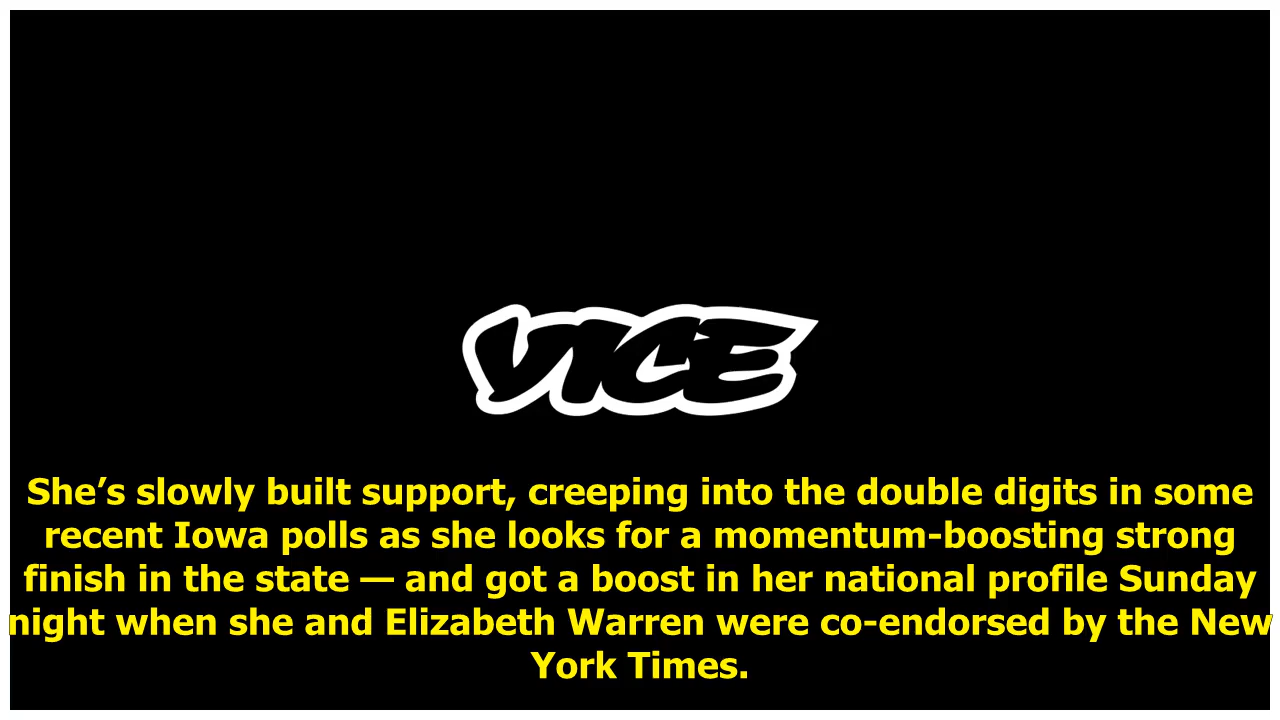 VICE
She’s slowly built support, creeping into the double digits in some
recent Iowa polls as she looks for a momentum-boosting strong
finish in the state — and got a boost in her national profile Sunday
night when she and Elizabeth Warren were co-endorsed by the New
York Times.